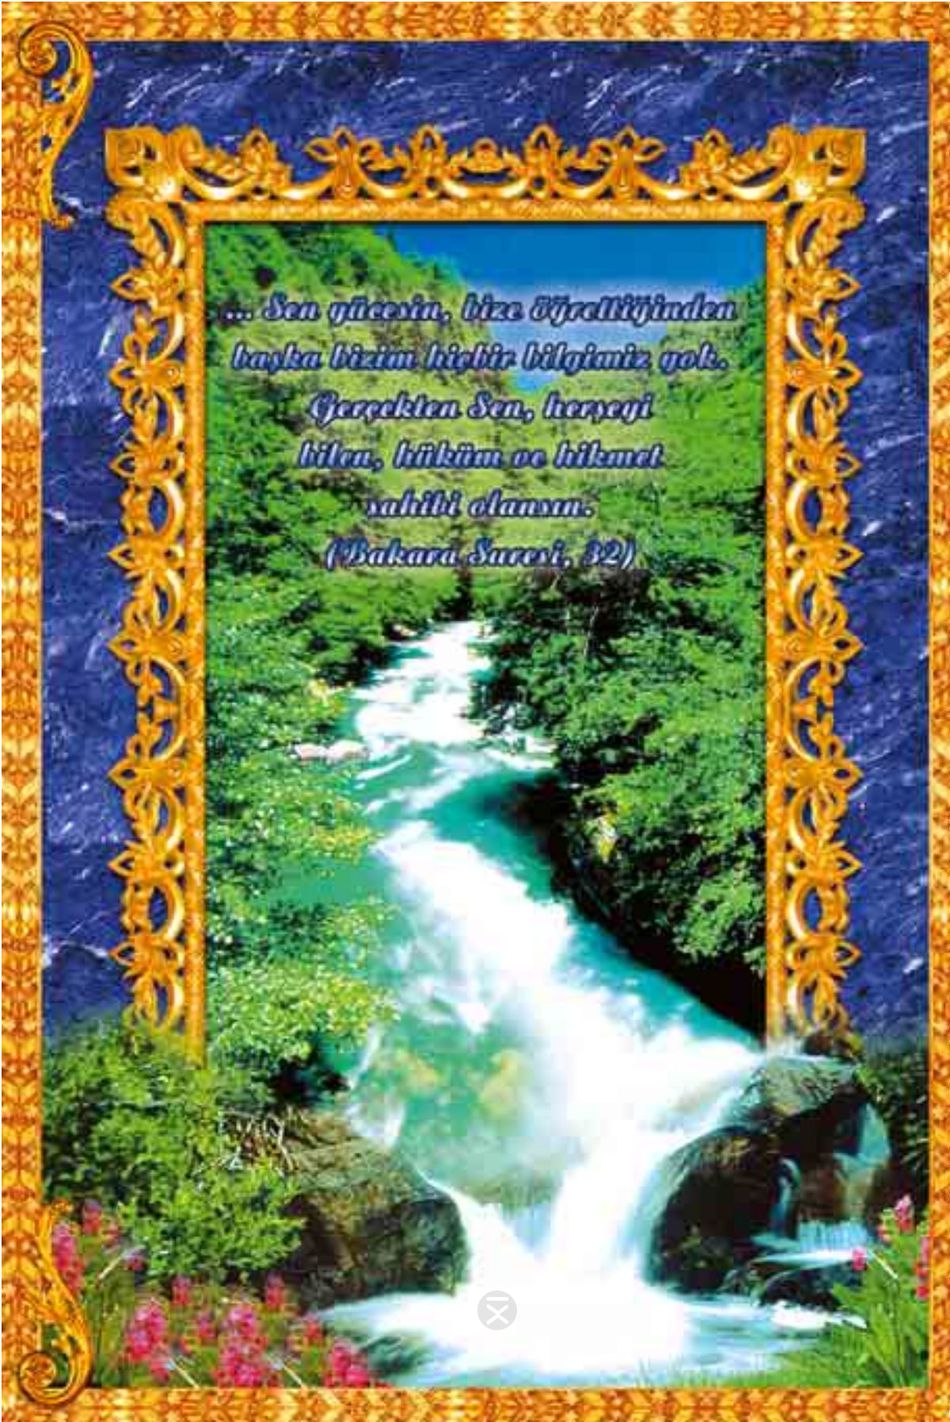 ... Sen yücesin, bize öğrettiğinden
başka bizim hiçbir bilgimiz yok.
Gerçekten Sen, herşeyi
bilen, hüküm ve hikmet
sahibi olansın.
(Bakara Suresi, 32)